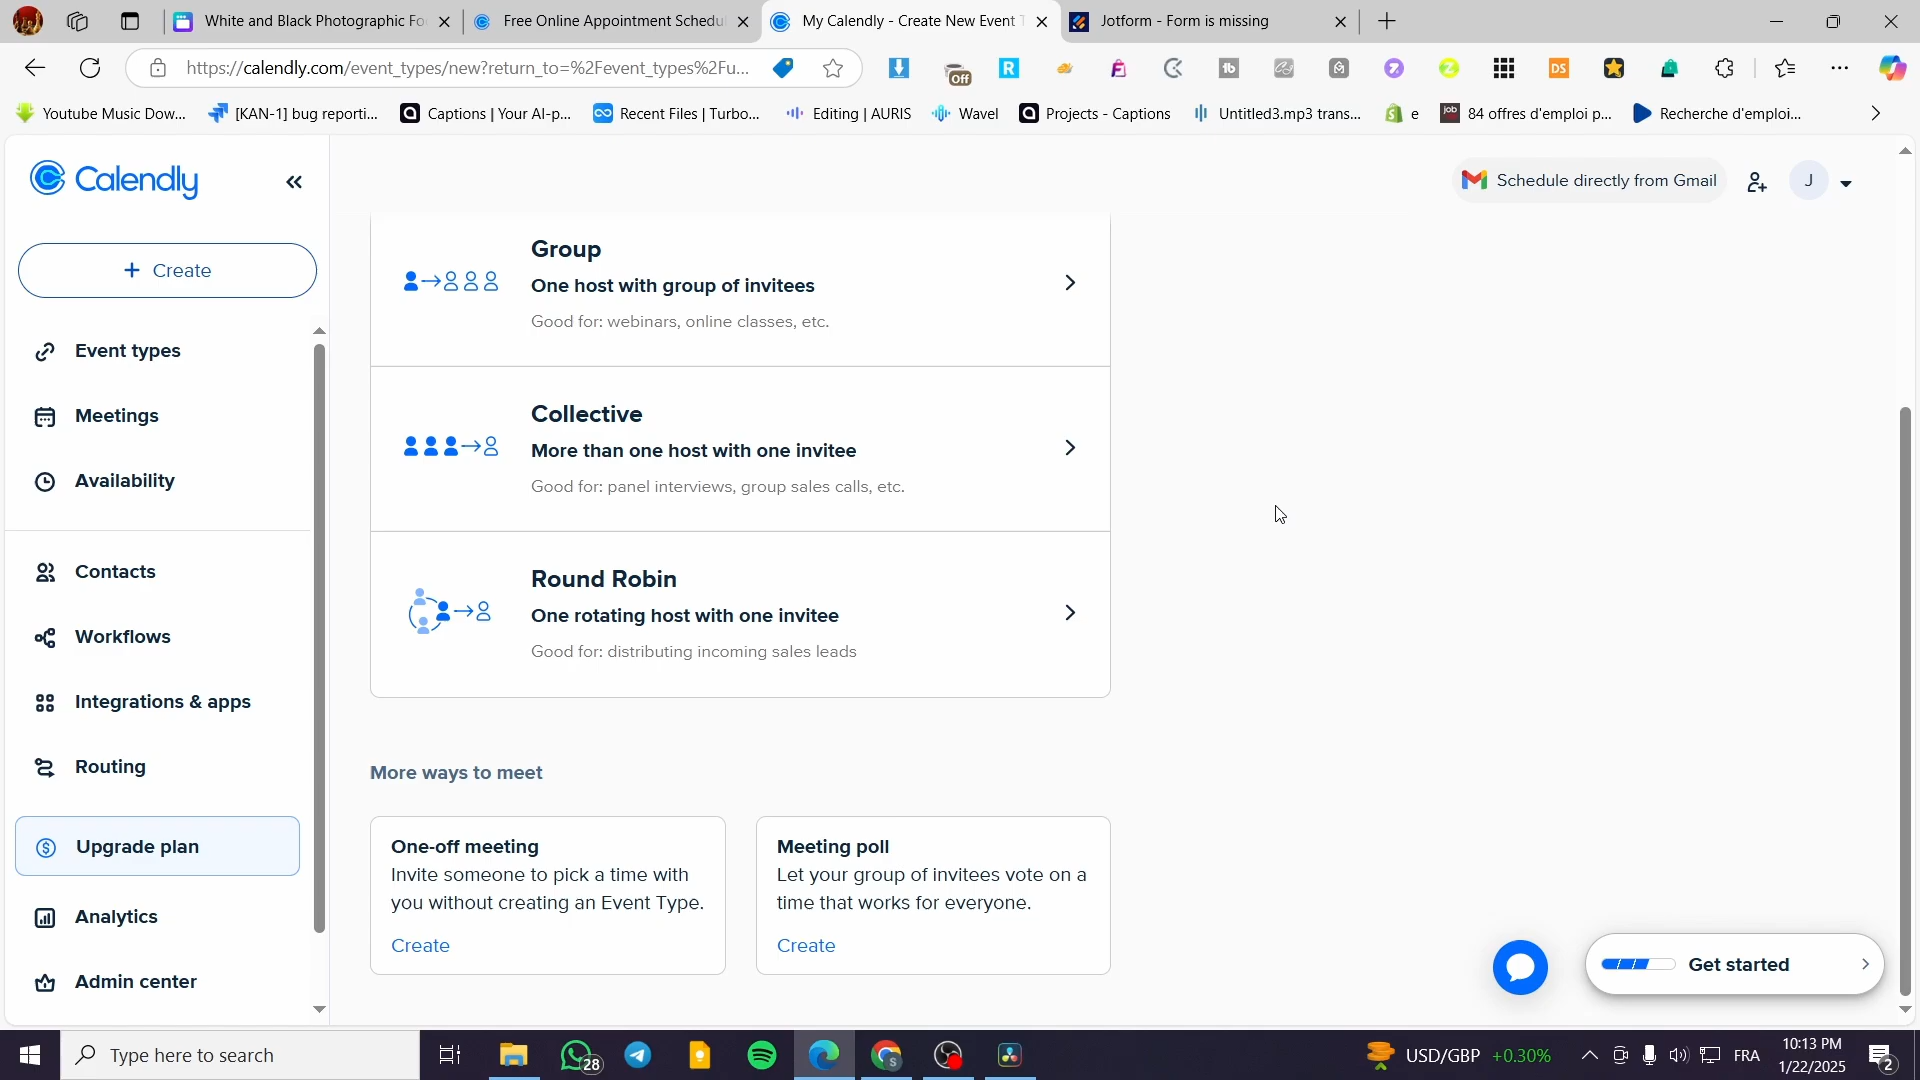 White and Black Photographic Fo
Free Online Appointment Schedul
My Calendly - Create New Event T
Jotform - Form is missing
https://calendly.com/event_types/new?return_to=%2Fevent_types%2Fu...
Off
Youtube Music Dow...
[KAN-1] bug reporti...
Captions | Your AI-p...
Recent Files | Turbo...
Editing | AURIS
Wavel
Projects - Captions
Untitled3.mp3 trans...
e
84 offres d'emploi p...
Recherche d'emploi...
Calendly
Schedule directly from Gmail
J
+ Create
Event types
Meetings
Availability
Contacts
Workflows
Integrations & apps
Routing
Upgrade plan
Analytics
Admin center
Group
One host with group of invitees
Good for: webinars, online classes, etc.
Collective
More than one host with one invitee
Good for: panel interviews, group sales calls, etc.
Round Robin
One rotating host with one invitee
Good for: distributing incoming sales leads
More ways to meet
One-off meeting
Invite someone to pick a time with
you without creating an Event Type.
Create
Meeting poll
Let your group of invitees vote on a
time that works for everyone.
Create
Get started
Type here to search
28
USD/GBP +0.30%
FRA
10:13 PM
1/22/2025
2